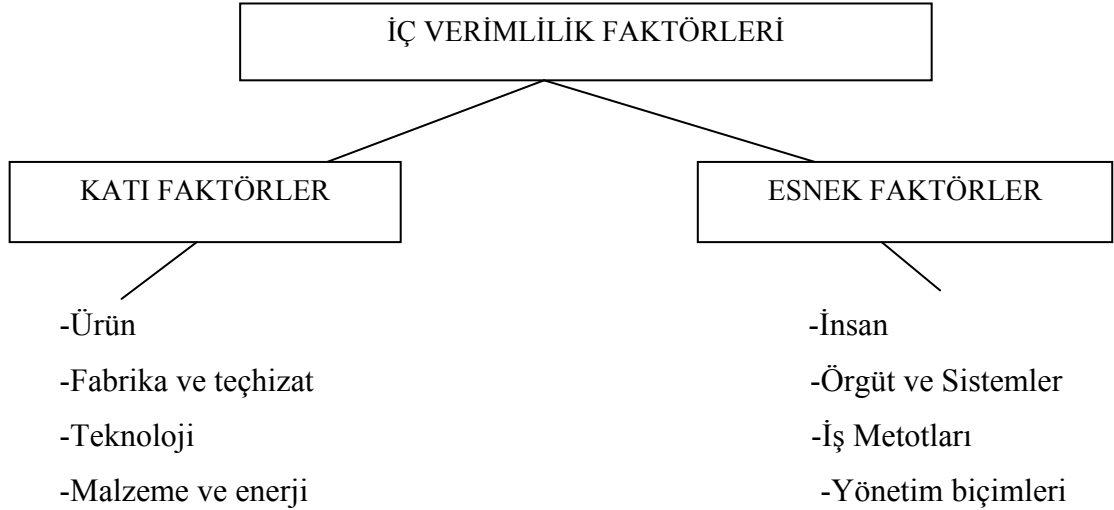 İÇ VERİMLİLİK FAKTÖRLERİ
KATI FAKTÖRLER
ESNEK FAKTÖRLER
-Ürün
-Fabrika ve teçhizat
-Teknoloji
-Malzeme ve enerji
-İnsan
-Örgüt ve Sistemler
-İş Metotları
-Yönetim biçimleri